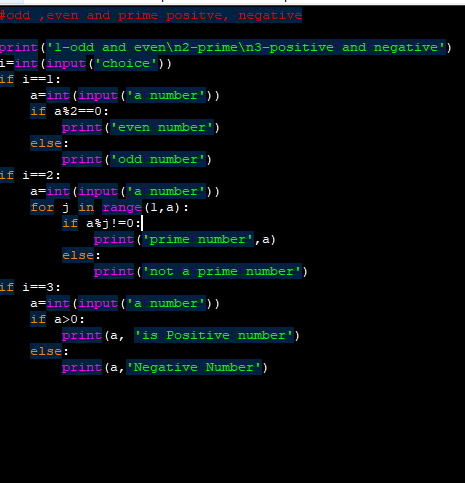 #odd ,even and prime positve, negative
print('1-odd and even\n2-prime\n3-positive and negative')
i=int(input('choice'))
if i==1:
    a=int(input('a number'))
    if a%2==0:
        print('even number')
    else:
        print('odd number')
if i==2:
    a=int(input('a number'))
    for j in range(1,a):
        if a%j!=0:
            print('prime number',a)
        else:
            print('not a prime number')
if i==3:
    a=int(input('a number'))
    if a>0:
        print(a, 'is Positive number')
    else:
        print(a,'Negative Number')